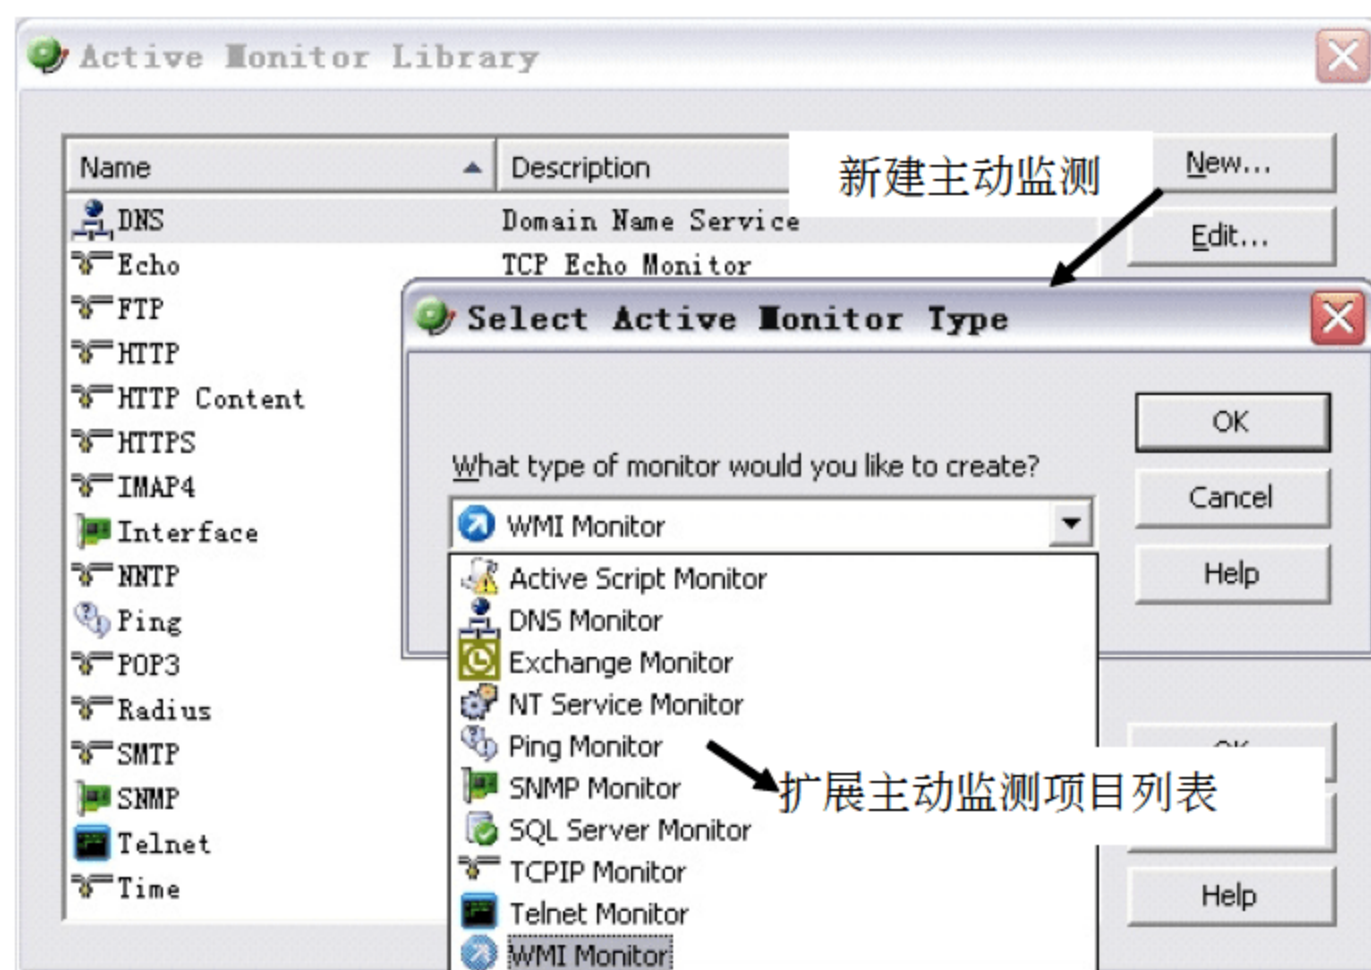 Active Monitor Library
Name Description
新建主动监测
New...
DNS Domain Name Service
Edit...
Echo TCP Echo Monitor
FTP
Select Active Monitor Type
HTTP
HTTP Content
OK
HTTPS
What type of monitor would you like to create?
IMAP4
Cancel
WMI Monitor
Interface
Active Script Monitor
Help
NNTP
Ping
DNS Monitor
POP3
Exchange Monitor
Radius
NT Service Monitor
SMTP
Ping Monitor
SNMP
SNMP Monitor
扩展主动监测项目列表
Telnet
SQL Server Monitor
TCPIP Monitor
Time
Help
Telnet Monitor
WMI Monitor